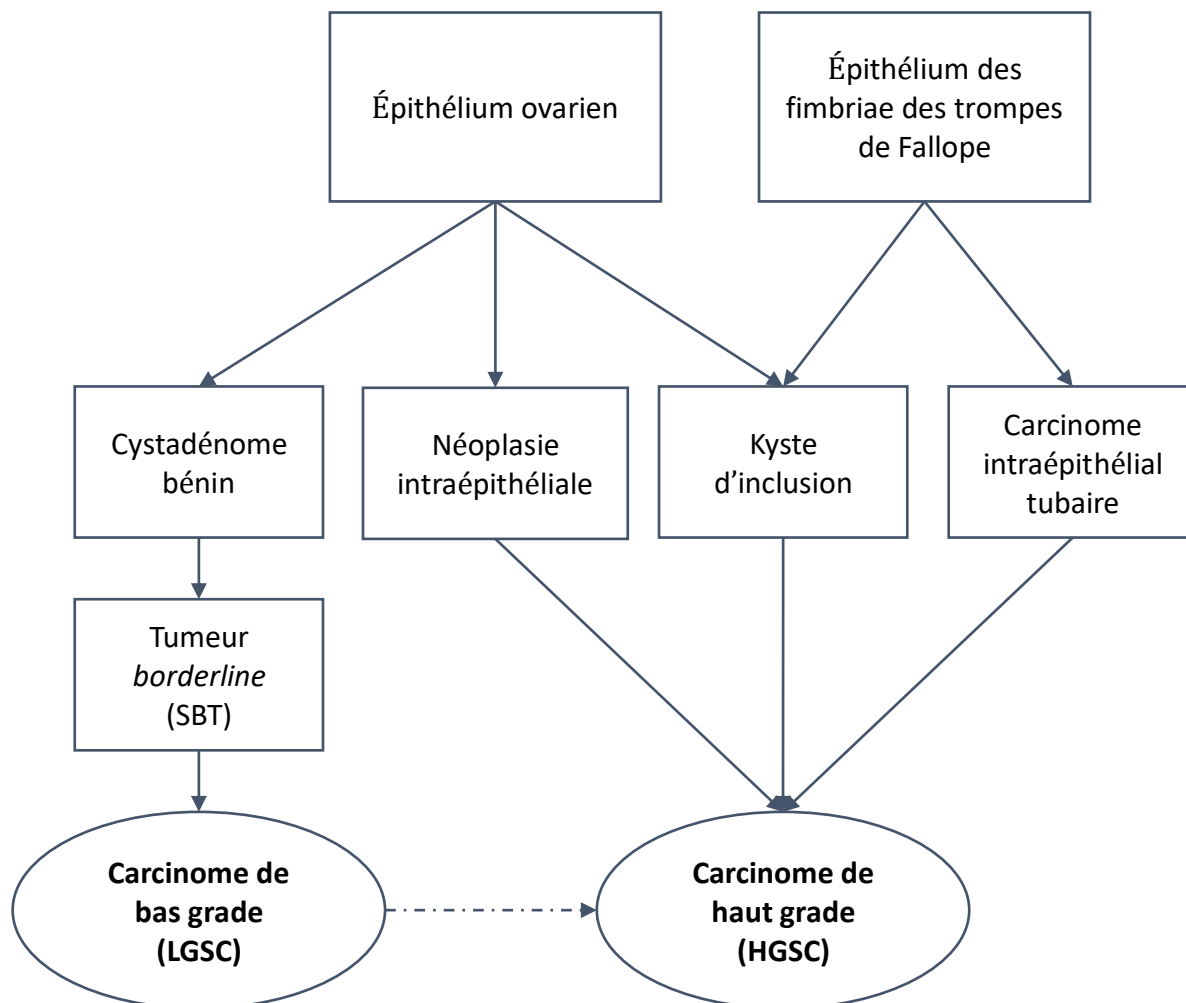 Épithélium ovarien
Épithélium des
fimbriae des trompes
de Fallope
Cystadénome
bénin
Néoplasie
intraépithéliale
Kyste
d’inclusion
Carcinome
intraépithélial
tubaire
Tumeur
borderline
(SBT)
Carcinome de
bas grade
(LGSC)
Carcinome de
haut grade
(HGSC)